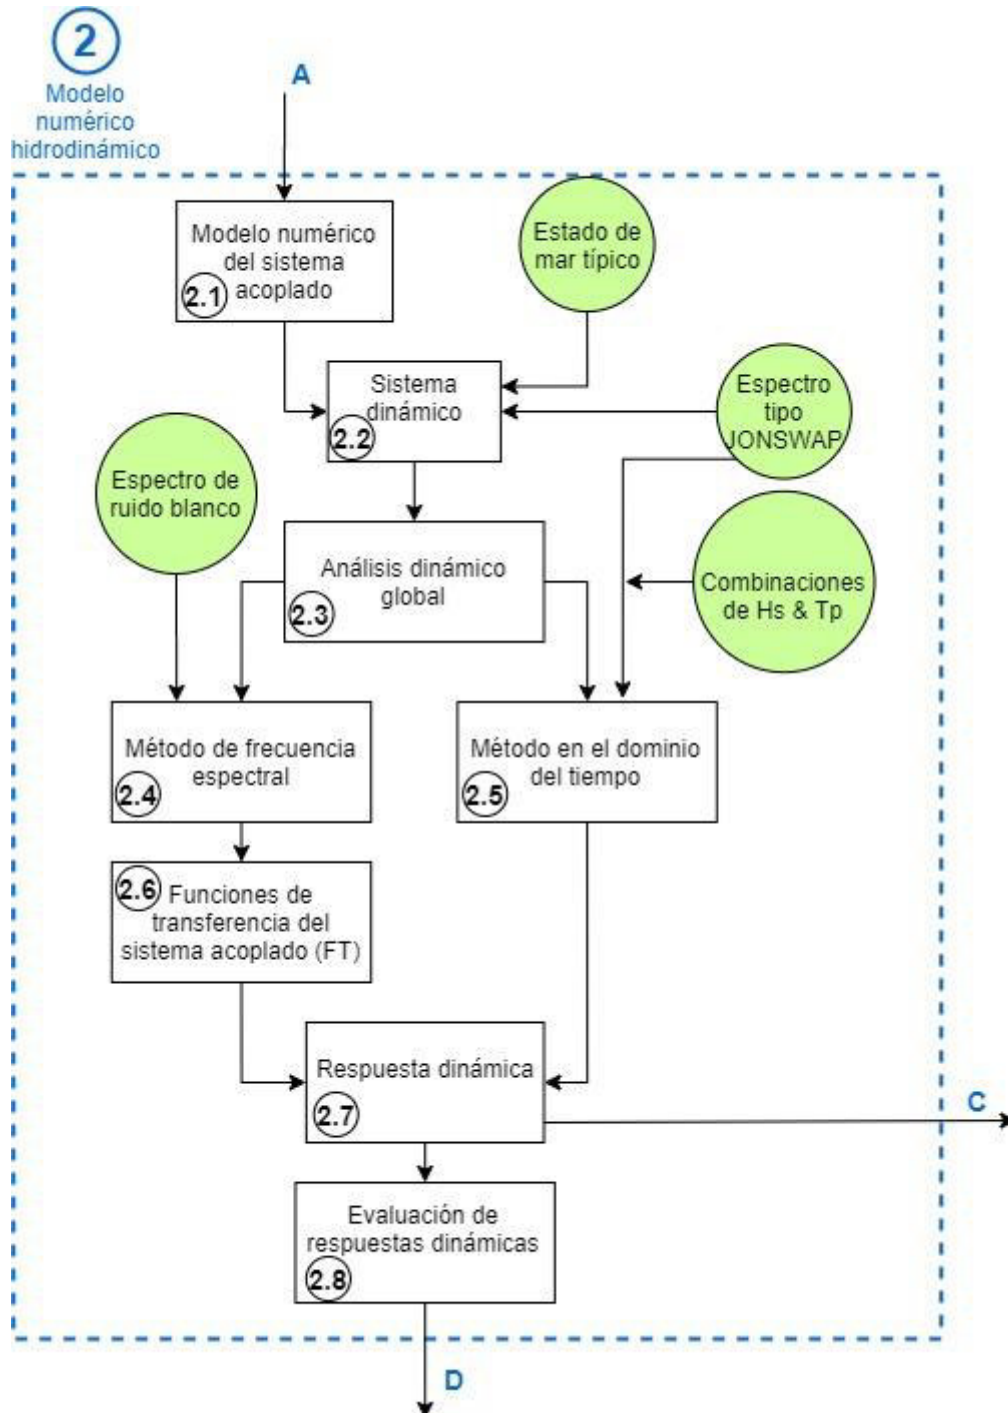 2
Modelo
numérico
hidrodinámico
A
Modelo numérico
del sistema
acoplado
2.1
Estado de
mar típico
Sistema
dinámico
2.2
Espectro
tipo
JONSWAP
Espectro de
ruido blanco
Análisis dinámico
global
2.3
Combinaciones
de Hs & Tp
Método de frecuencia
espectral
2.4
Método en el dominio
del tiempo
2.5
2.6
Funciones de
transferencia del
sistema acoplado (FT)
Respuesta dinámica
2.7
C
Evaluación de
respuestas dinámicas
2.8
D